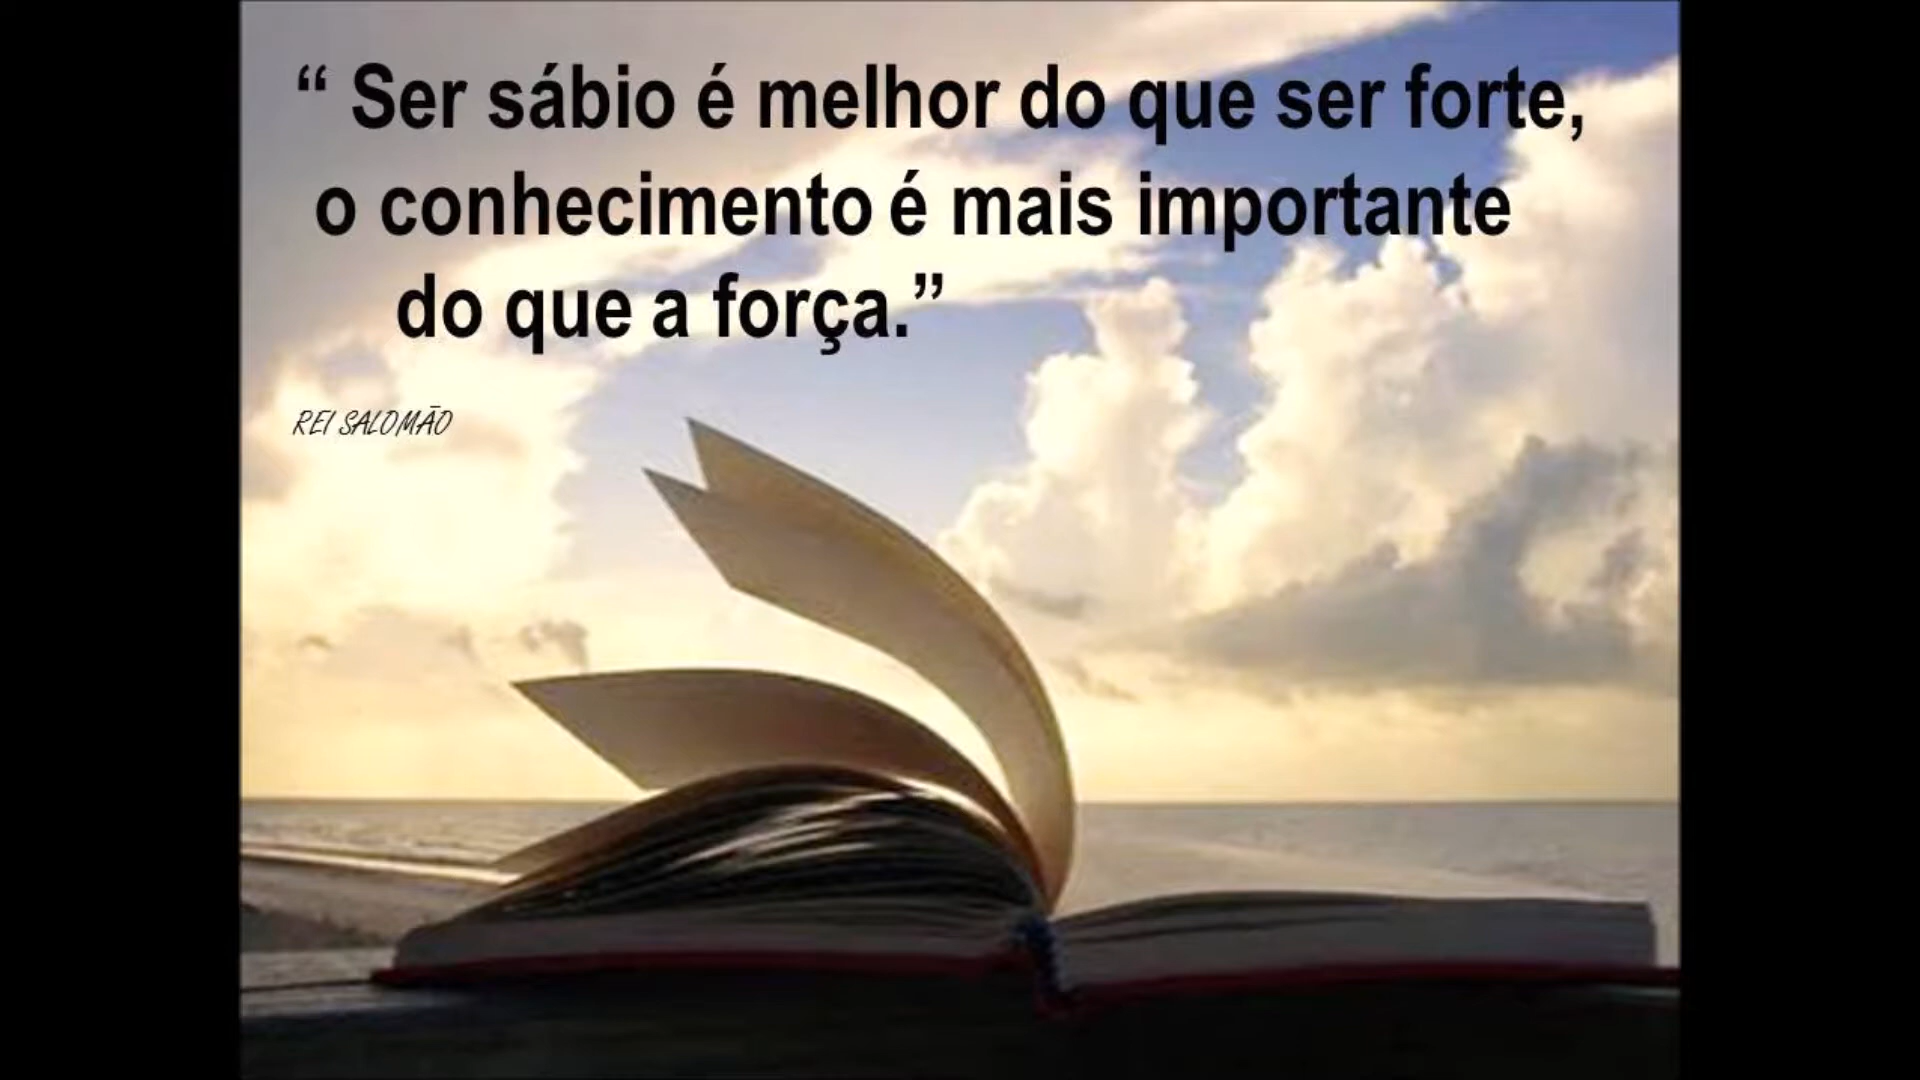 “ Ser sábio é melhor do que ser forte,
o conhecimento é mais importante
do que a força.”
REI SALOMÃO